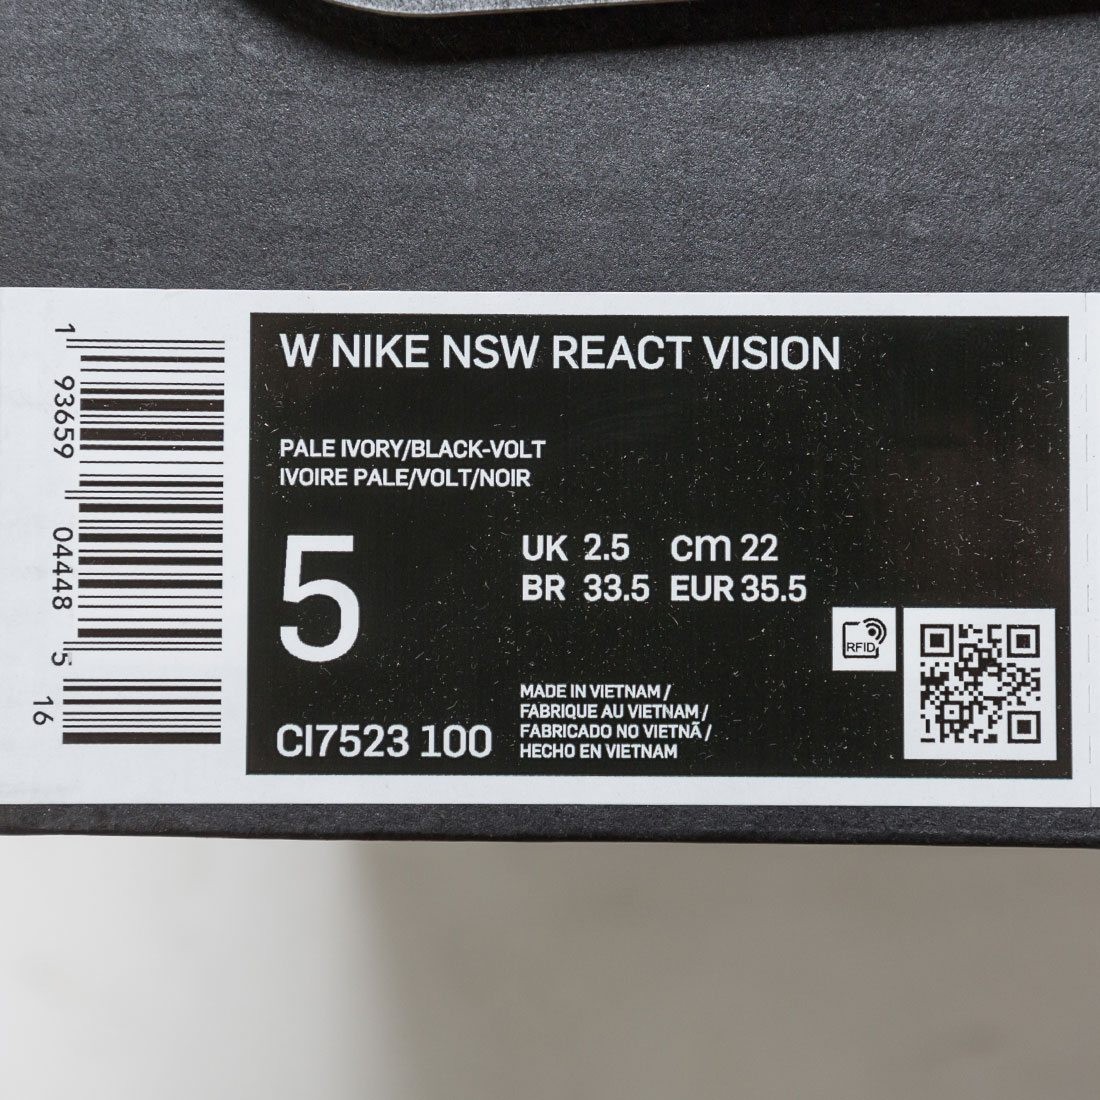 W NIKE NSW REACT VISION
PALE IVORY/BLACK-VOLT
IVOIRE PALE/VOLT/NOIR
5
UK 2.5 cm 22
BR 33.5 EUR 35.5
RFID
MADE IN VIETNAM /
FABRIQUE AU VIETNAM /
FABRICADO NO VIETNÃ /
HECHO EN VIETNAM
CI7523 100
1 93659 04448 5
16